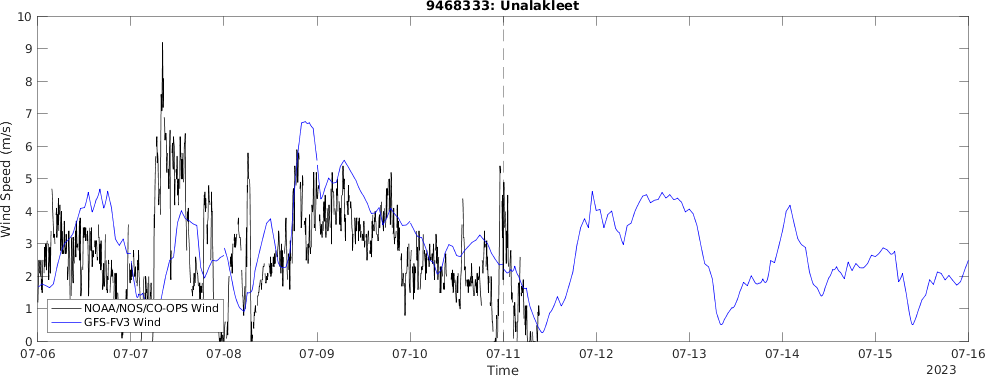 9468333: Unalakleet
Wind Speed (m/s)
10
9
8
7
6
5
4
3
2
1
0
NOAA/NOS/CO-OPS Wind
GFS-FV3 Wind
07-06 07-07 07-08 07-09 07-10 07-11 07-12 07-13 07-14 07-15 07-16
Time
2023